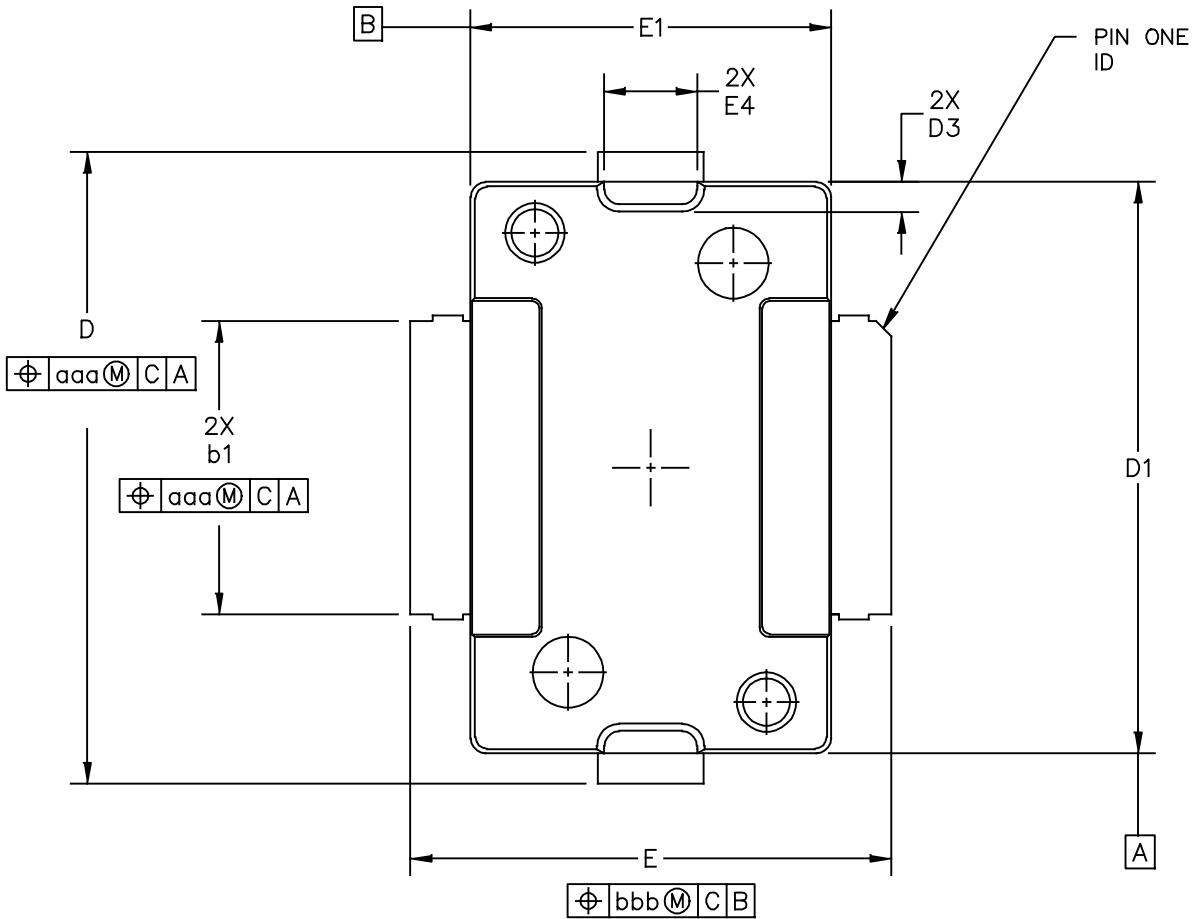 B
E1
PIN ONE
ID
2X
E4
2X
D3
D
⌖ aaa Ⓜ C A
2X
b1
⌖ aaa Ⓜ C A
D1
A
E
⌖ bbb Ⓜ C B